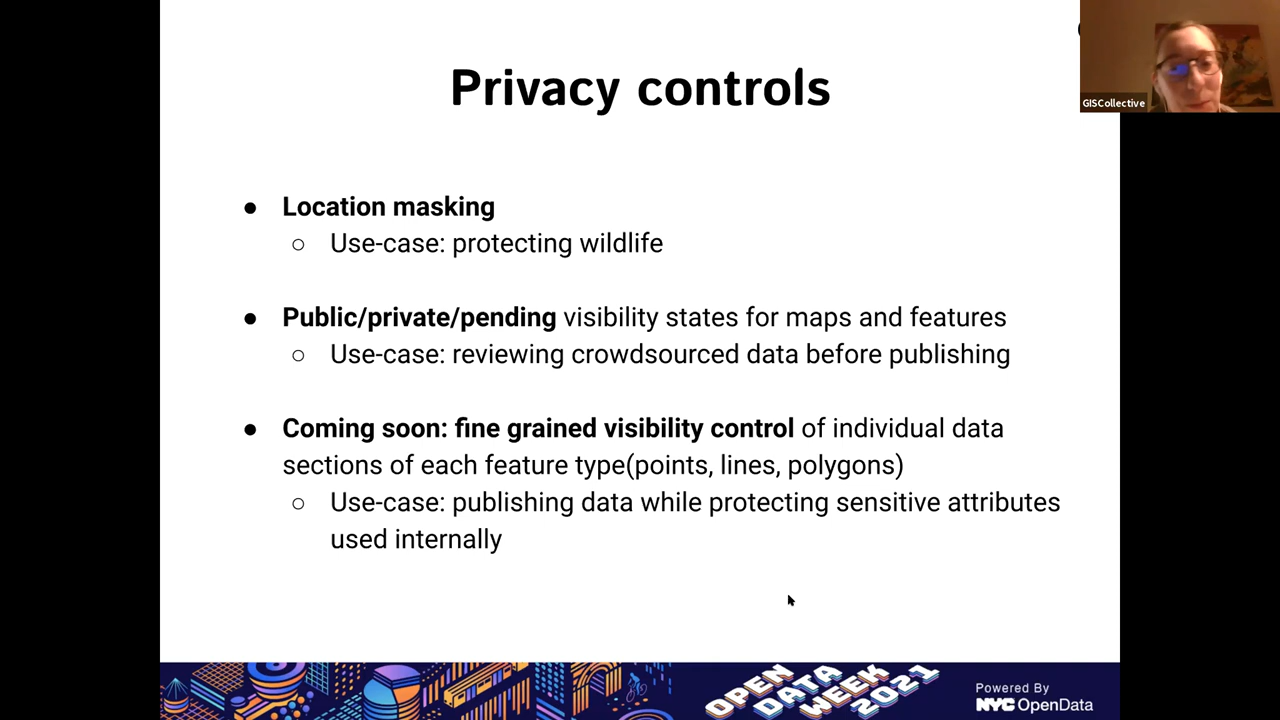 Privacy controls
GISCollective
● Location masking
○ Use-case: protecting wildlife
● Public/private/pending visibility states for maps and features
○ Use-case: reviewing crowdsourced data before publishing
● Coming soon: fine grained visibility control of individual data
sections of each feature type(points, lines, polygons)
○ Use-case: publishing data while protecting sensitive attributes
used internally
OPEN
DATA
WEEK
2021
Powered By
NYC OpenData